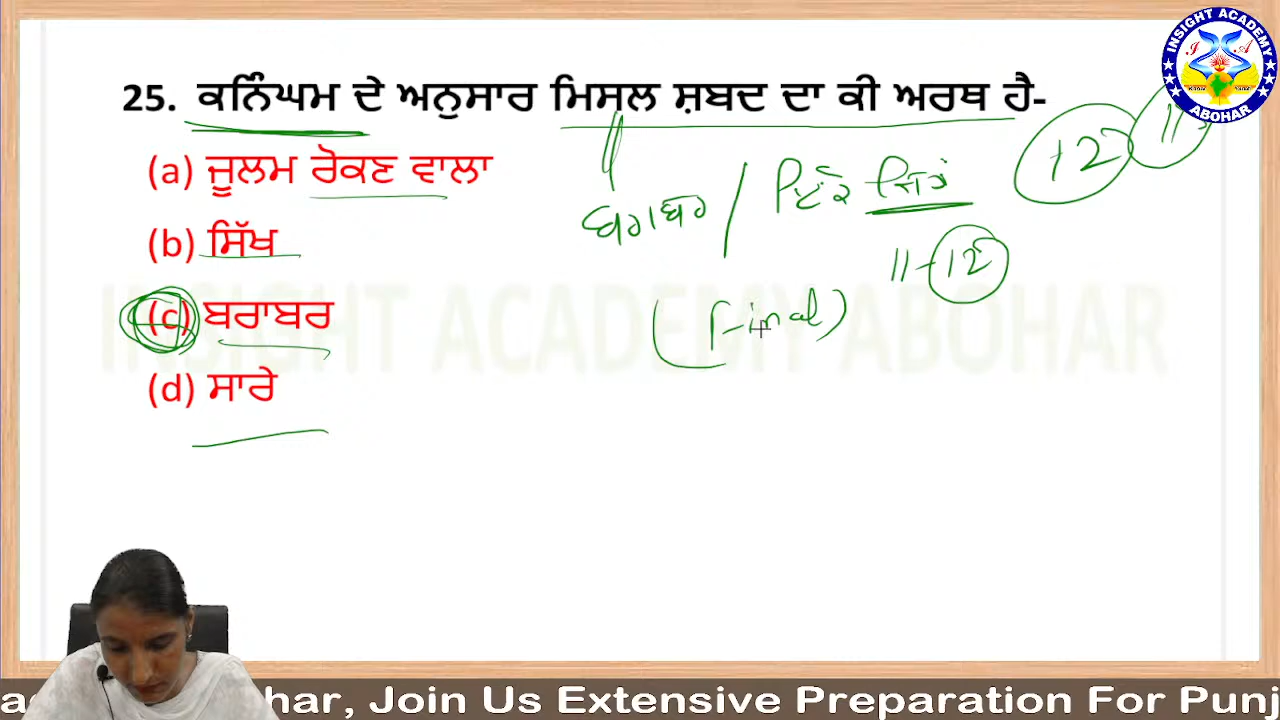 25. ਕਨਿੰਘਮ ਦੇ ਅਨੁਸਾਰ ਮਿਸਲ ਸ਼ਬਦ ਦਾ ਕੀ ਅਰਥ ਹੈ-
(a) ਜੂਲਮ ਰੋਕਣ ਵਾਲਾ
(b) ਸਿੱਖ
(c) ਬਰਾਬਰ
(d) ਸਾਰੇ
ਬਰਾਬਰ / ਇੱਕੋ ਜਿਹੇ
12
11
11-12
(Final)
INSIGHT ACADEMY ABOHAR
INSIGHT ACADEMY
I A
ABOHAR
har, Join Us Extensive Preparation For Punj